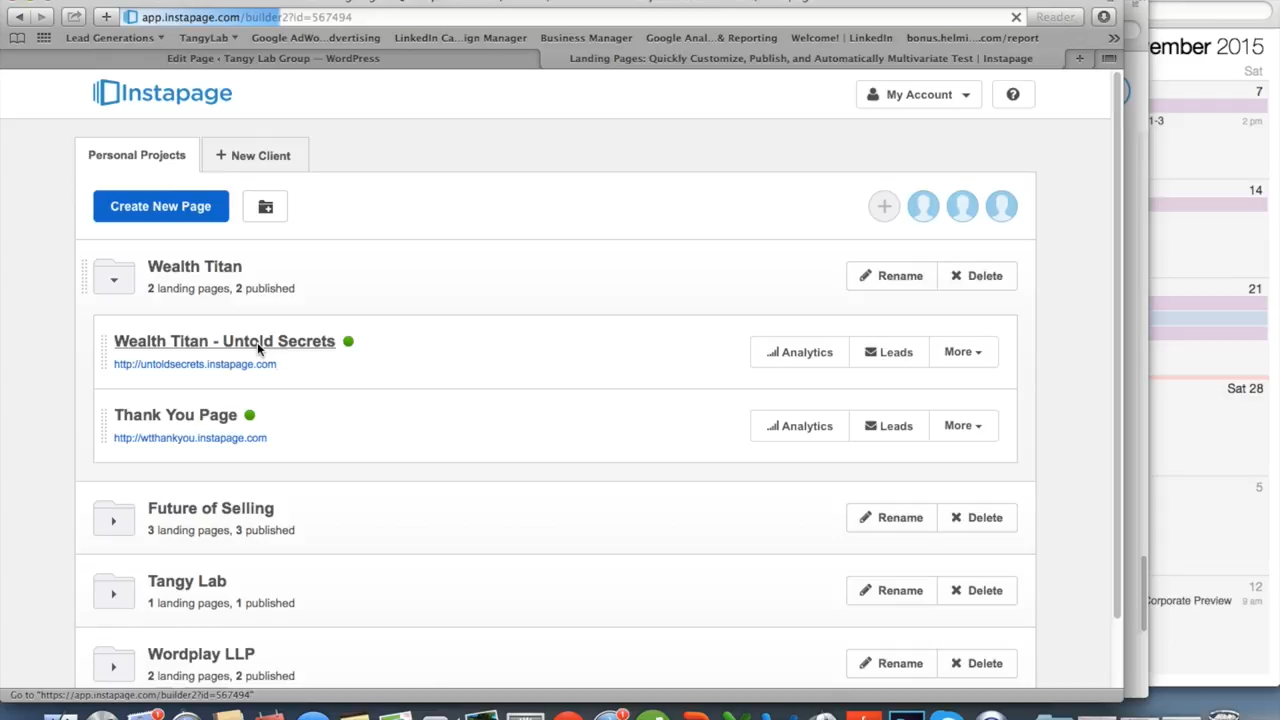 app.instapage.com/builder2?id=567494
Reader
Lead Generations
TangyLab
Google AdWo...dvertising
LinkedIn Ca...ign Manager
Business Manager
Google Anal...& Reporting
Welcome! | LinkedIn
bonus.helmi....com/report
Edit Page ‹ Tangy Lab Group — WordPress
Landing Pages: Quickly Customize, Publish, and Automatically Multivariate Test | Instapage
Instapage
My Account
Personal Projects
New Client
Create New Page
Wealth Titan
2 landing pages, 2 published
Rename
Delete
Wealth Titan - Untold Secrets
http://untoldsecrets.instapage.com
Analytics
Leads
More
Thank You Page
http://wtthankyou.instapage.com
Analytics
Leads
More
Future of Selling
3 landing pages, 3 published
Rename
Delete
Tangy Lab
1 landing pages, 1 published
Rename
Delete
Wordplay LLP
2 landing pages, 2 published
Rename
Delete
Go to "https://app.instapage.com/builder2?id=567494"
ember 2015
Sat
7
1-3
2 pm
14
21
Sat 28
5
12
Corporate Preview
9 am